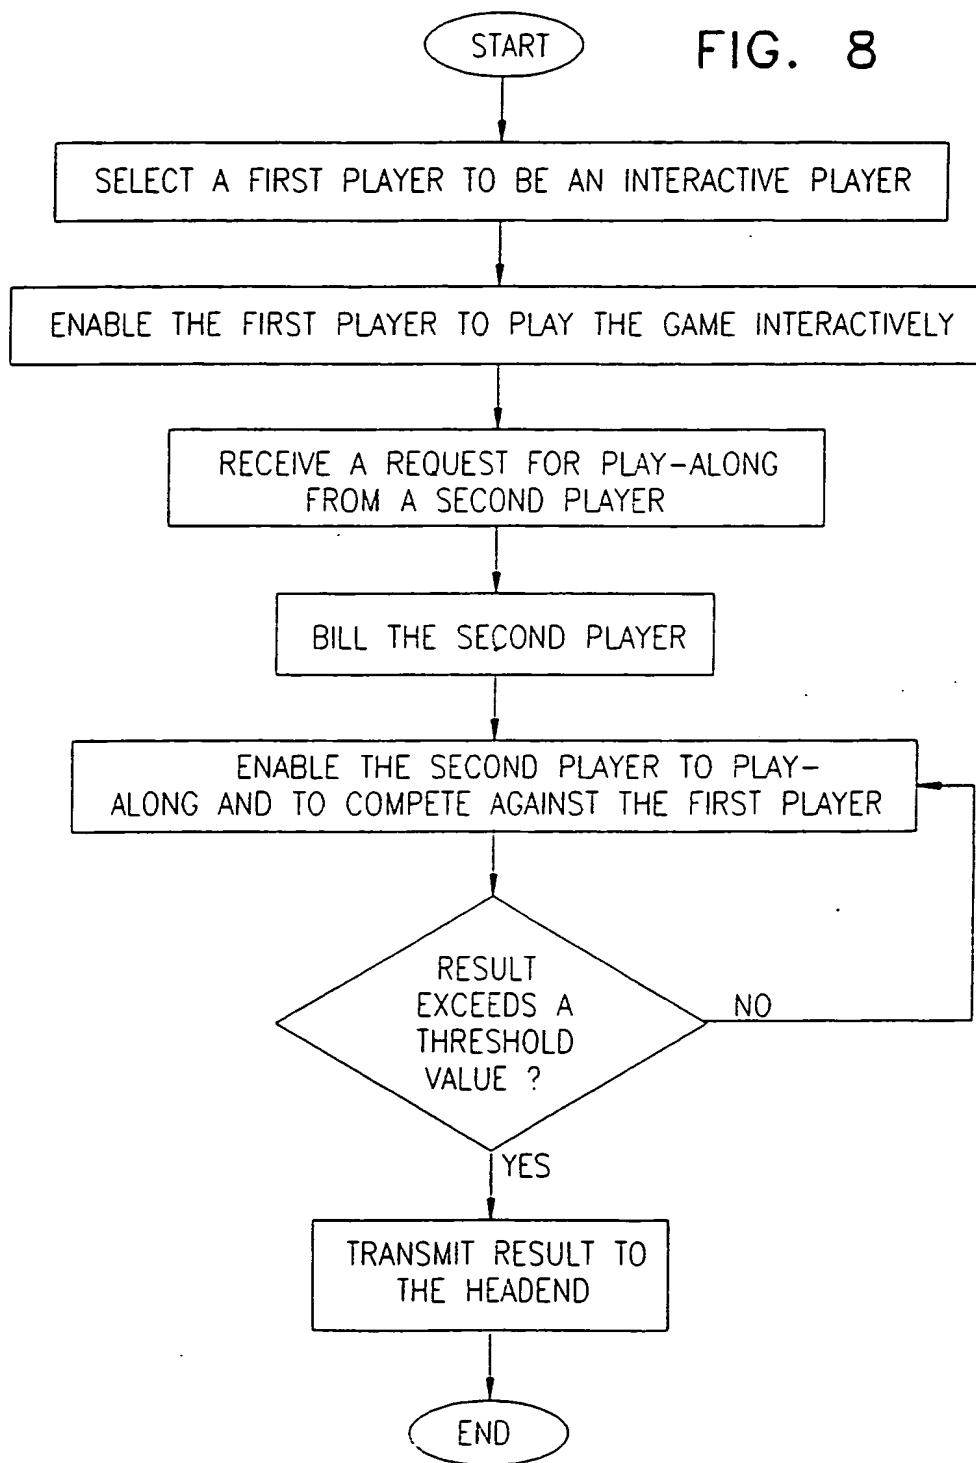 START
FIG. 8
SELECT A FIRST PLAYER TO BE AN INTERACTIVE PLAYER
ENABLE THE FIRST PLAYER TO PLAY THE GAME INTERACTIVELY
RECEIVE A REQUEST FOR PLAY-ALONG
FROM A SECOND PLAYER
BILL THE SECOND PLAYER
ENABLE THE SECOND PLAYER TO PLAY-
ALONG AND TO COMPETE AGAINST THE FIRST PLAYER
RESULT
EXCEEDS A
THRESHOLD
VALUE ?
NO
YES
TRANSMIT RESULT TO
THE HEADEND
END